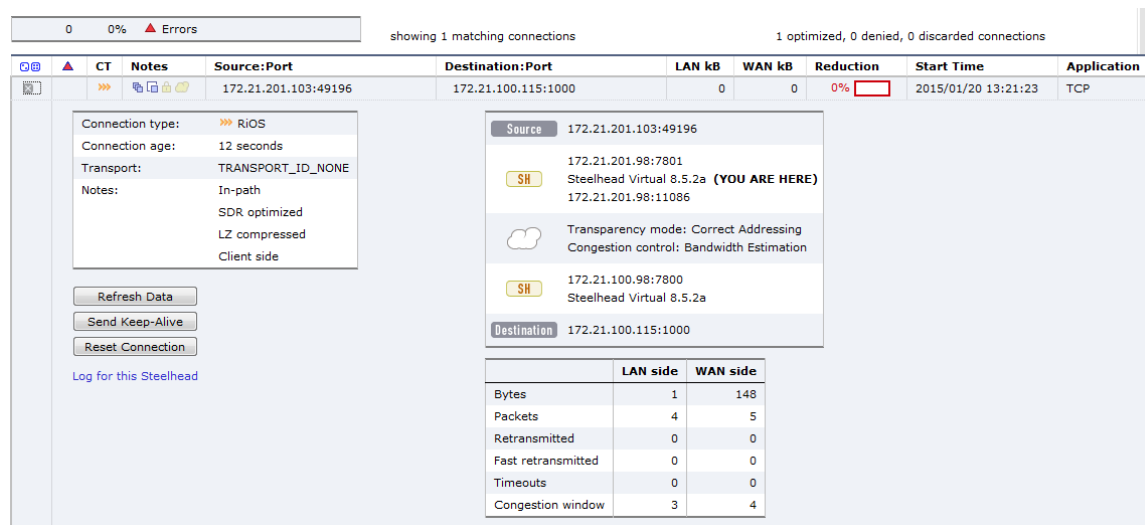 0 0% Errors
showing 1 matching connections
1 optimized, 0 denied, 0 discarded connections
CT Notes Source:Port Destination:Port LAN kB WAN kB Reduction Start Time Application
172.21.201.103:49196 172.21.100.115:1000 0 0 0% 2015/01/20 13:21:23 TCP
Connection type: RiOS
Connection age: 12 seconds
Transport: TRANSPORT_ID_NONE
Notes: In-path
SDR optimized
LZ compressed
Client side
Refresh Data
Send Keep-Alive
Reset Connection
Log for this Steelhead
Source 172.21.201.103:49196
172.21.201.98:7801
SH Steelhead Virtual 8.5.2a (YOU ARE HERE)
172.21.201.98:11086
Transparency mode: Correct Addressing
Congestion control: Bandwidth Estimation
172.21.100.98:7800
SH Steelhead Virtual 8.5.2a
Destination 172.21.100.115:1000
LAN side WAN side
Bytes 1 148
Packets 4 5
Retransmitted 0 0
Fast retransmitted 0 0
Timeouts 0 0
Congestion window 3 4